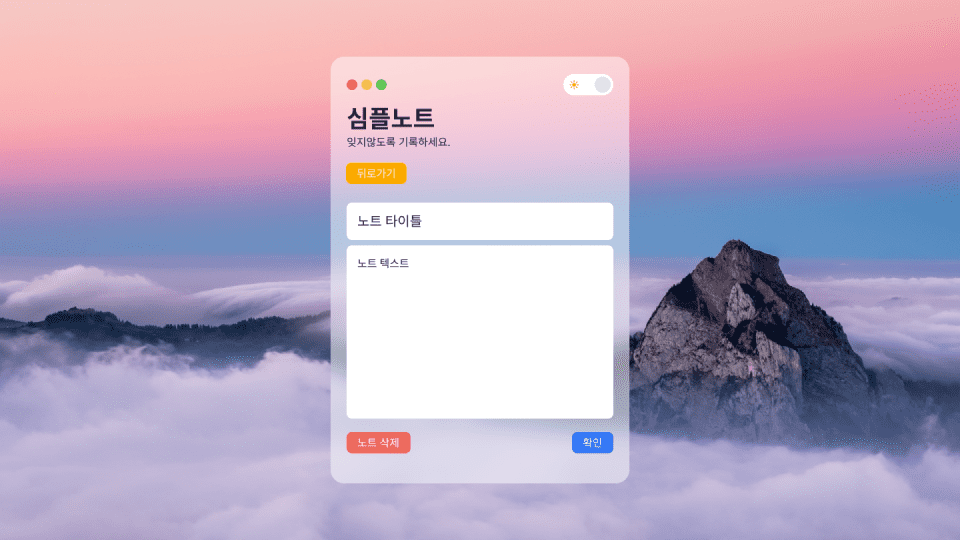 심플노트
잊지않도록 기록하세요.
뒤로가기
노트 타이틀
노트 텍스트
노트 삭제
확인